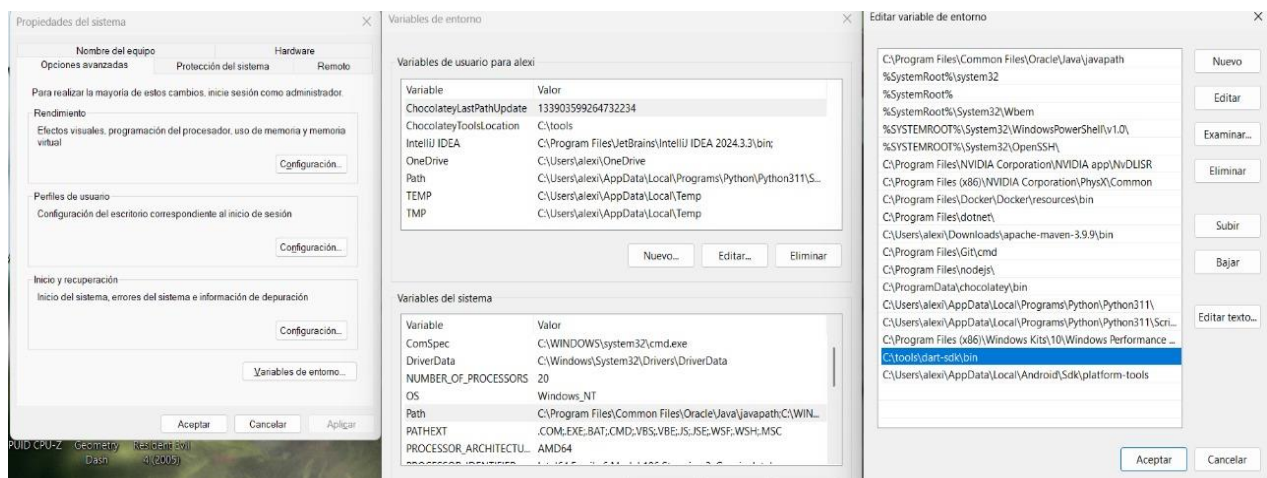 Propiedades del sistema
Nombre del equipo Hardware
Opciones avanzadas Protección del sistema Remoto
Para realizar la mayoría de estos cambios, inicie sesión como administrador.
Rendimiento
Efectos visuales, programación del procesador, uso de memoria y memoria
virtual
Configuración...
Perfiles de usuario
Configuración del escritorio correspondiente al inicio de sesión
Configuración...
Inicio y recuperación
Inicio del sistema, errores del sistema e información de depuración
Configuración...
Variables de entorno...
Aceptar Cancelar Aplicar
PUID CPU-Z Geometry Resident Evil
Dash 4 (2005)
Variables de entorno
Variables de usuario para alexi
Variable Valor
ChocolateyLastPathUpdate 133903599264732234
ChocolateyToolsLocation C:\tools
IntelliJ IDEA C:\Program Files\JetBrains\IntelliJ IDEA 2024.3.3\bin;
OneDrive C:\Users\alexi\OneDrive
Path C:\Users\alexi\AppData\Local\Programs\Python\Python311\S...
TEMP C:\Users\alexi\AppData\Local\Temp
TMP C:\Users\alexi\AppData\Local\Temp
Nuevo... Editar... Eliminar
Variables del sistema
Variable Valor
ComSpec C:\WINDOWS\system32\cmd.exe
DriverData C:\Windows\System32\Drivers\DriverData
NUMBER_OF_PROCESSORS 20
OS Windows_NT
Path C:\Program Files\Common Files\Oracle\Java\javapath;C:\WIN...
PATHEXT .COM;.EXE;.BAT;.CMD;.VBS;.VBE;.JS;.JSE;.WSF;.WSH;.MSC
PROCESSOR_ARCHITECTU... AMD64
Editar variable de entorno
C:\Program Files\Common Files\Oracle\Java\javapath
%SystemRoot%\system32
%SystemRoot%
%SystemRoot%\System32\Wbem
%SYSTEMROOT%\System32\WindowsPowerShell\v1.0\
%SYSTEMROOT%\System32\OpenSSH\
C:\Program Files\NVIDIA Corporation\NVIDIA app\NvDLISR
C:\Program Files (x86)\NVIDIA Corporation\PhysX\Common
C:\Program Files\Docker\Docker\resources\bin
C:\Program Files\dotnet\
C:\Users\alexi\Downloads\apache-maven-3.9.9\bin
C:\Program Files\Git\cmd
C:\Program Files\nodejs\
C:\ProgramData\chocolatey\bin
C:\Users\alexi\AppData\Local\Programs\Python\Python311\
C:\Users\alexi\AppData\Local\Programs\Python\Python311\Scri...
C:\Program Files (x86)\Windows Kits\10\Windows Performance ...
C:\tools\dart-sdk\bin
C:\Users\alexi\AppData\Local\Android\Sdk\platform-tools
Nuevo
Editar
Examinar...
Eliminar
Subir
Bajar
Editar texto...
Aceptar Cancelar